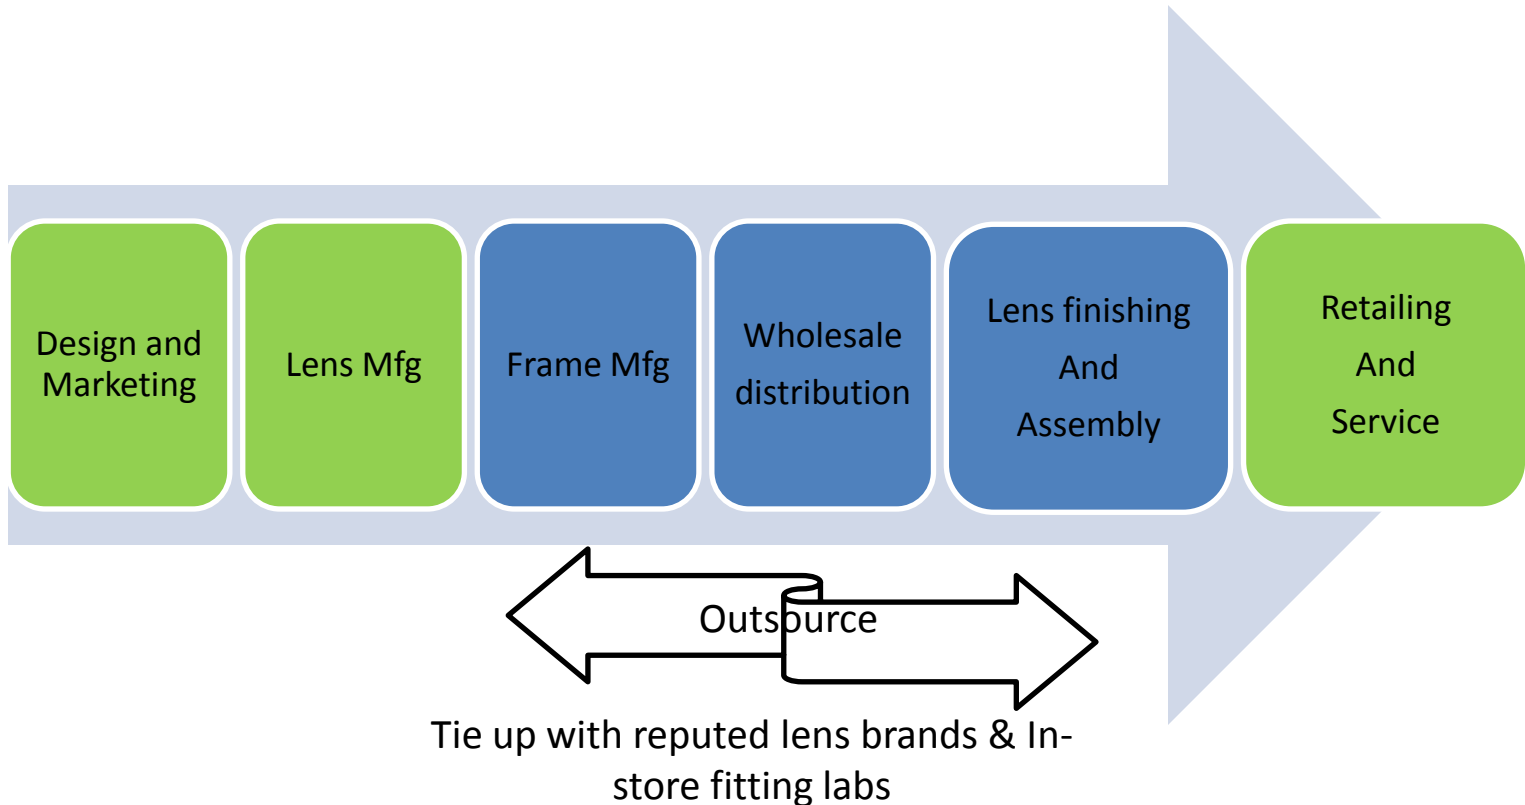 Design and
Marketing
Lens Mfg
Frame Mfg
Wholesale
distribution
Lens finishing
And
Assembly
Retailing
And
Service
Outsource
Tie up with reputed lens brands & In-
store fitting labs